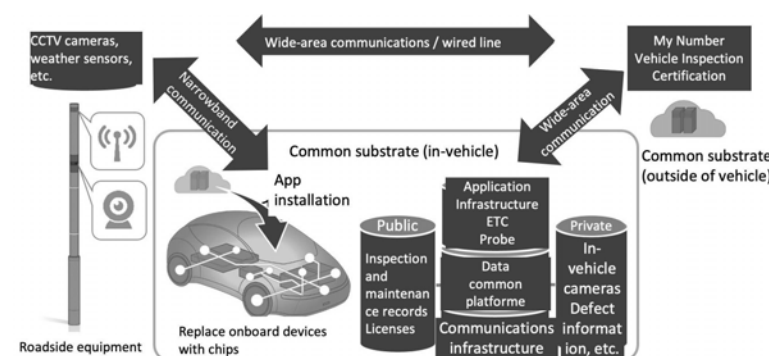 CCTV cameras,
weather sensors,
etc.
Wide-area communications / wired line
My Number
Vehicle Inspection
Certification
Narrowband
communication
Wide-area
communication
Common substrate (in-vehicle)
Common substrate
(outside of vehicle)
App
installation
Application
Infrastructure
ETC
Probe
Public
Inspection
and
maintenan
ce records
Licenses
Data
common
platforme
Private
In-
vehicle
cameras
Defect
informat
ion, etc.
Communications
infrastructure
Replace onboard devices
with chips
Roadside equipment